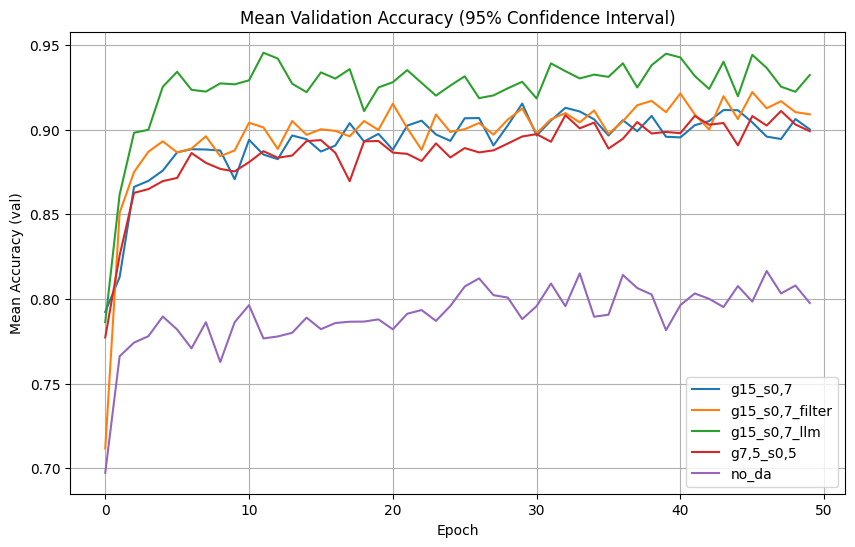 Mean Validation Accuracy (95% Confidence Interval)
Mean Accuracy (val)
0.95
0.90
0.85
0.80
0.75
0.70
g15_s0,7
g15_s0,7_filter
g15_s0,7_llm
g7,5_s0,5
no_da
0 10 20 30 40 50
Epoch